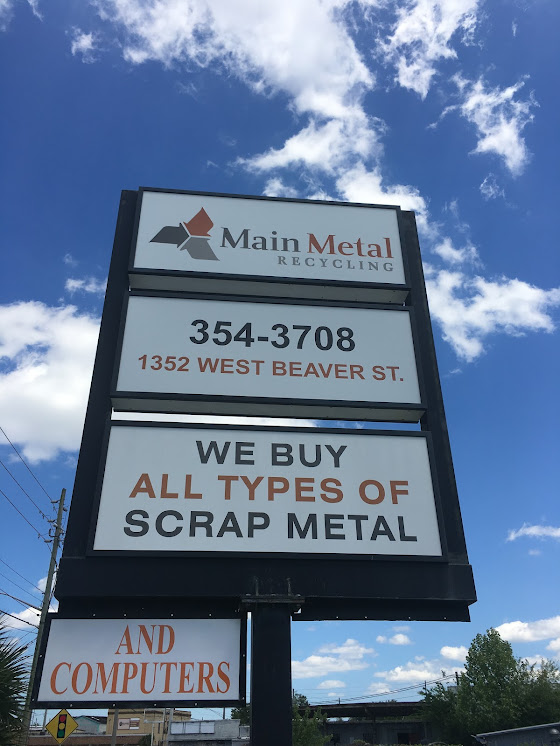 Main Metal
RECYCLING
354-3708
1352 WEST BEAVER ST.
WE BUY
ALL TYPES OF
SCRAP METAL
AND
COMPUTERS